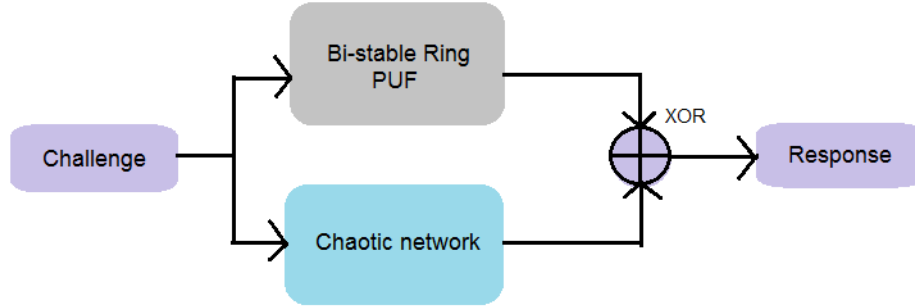 Challenge
Bi-stable Ring
PUF
Chaotic network
XOR
Response